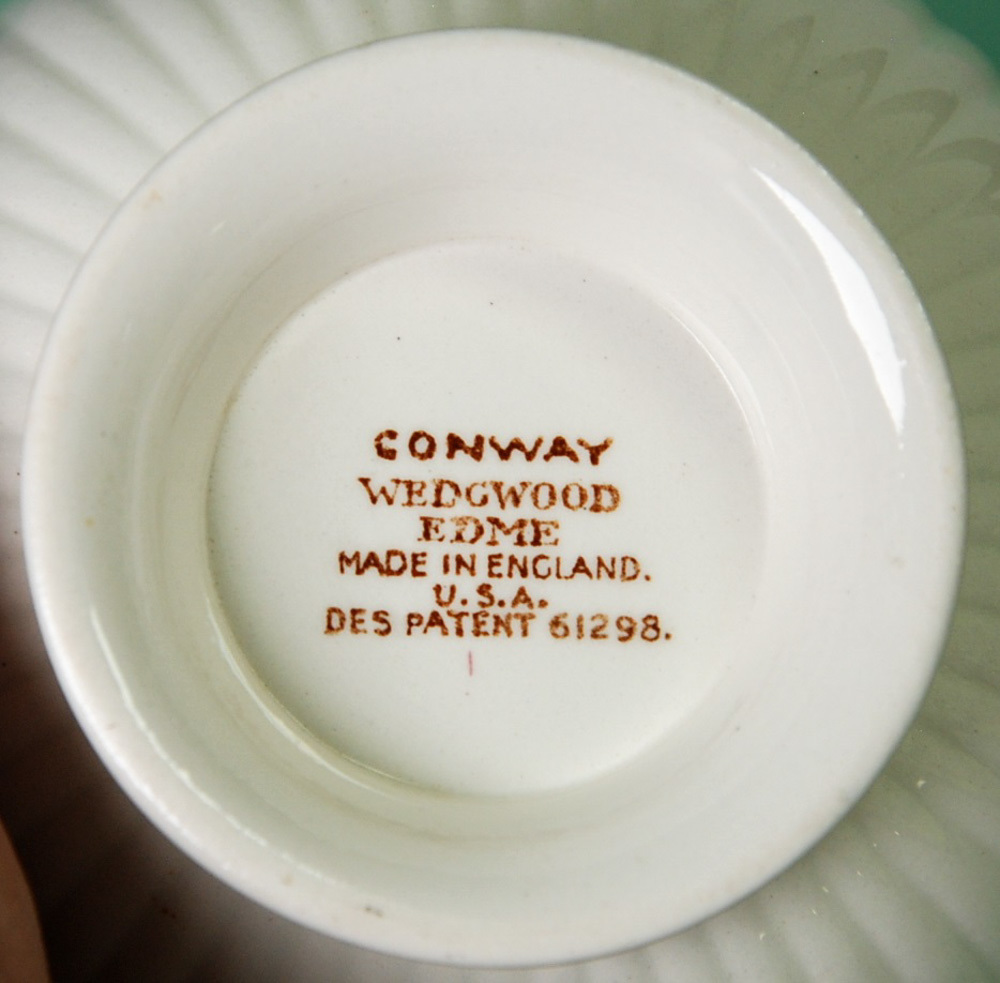 CONWAY
WEDGWOOD
EDME
MADE IN ENGLAND.
U.S.A.
DES PATENT 61298.